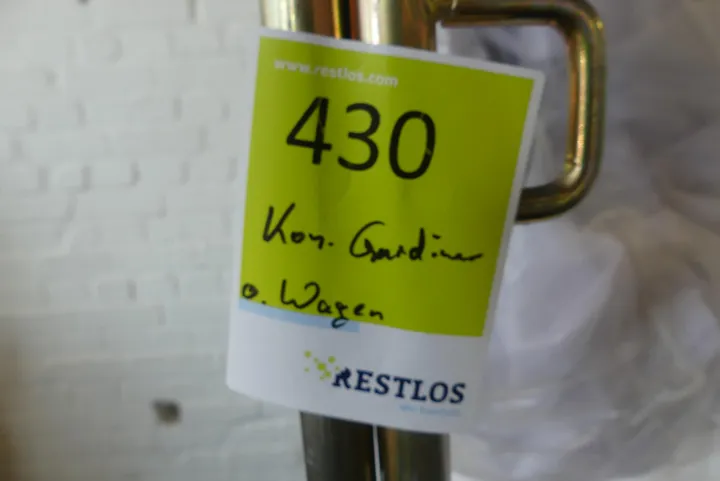 www.restlos.com
430
Kon. Gardinen
o. Wagen
RESTLOS